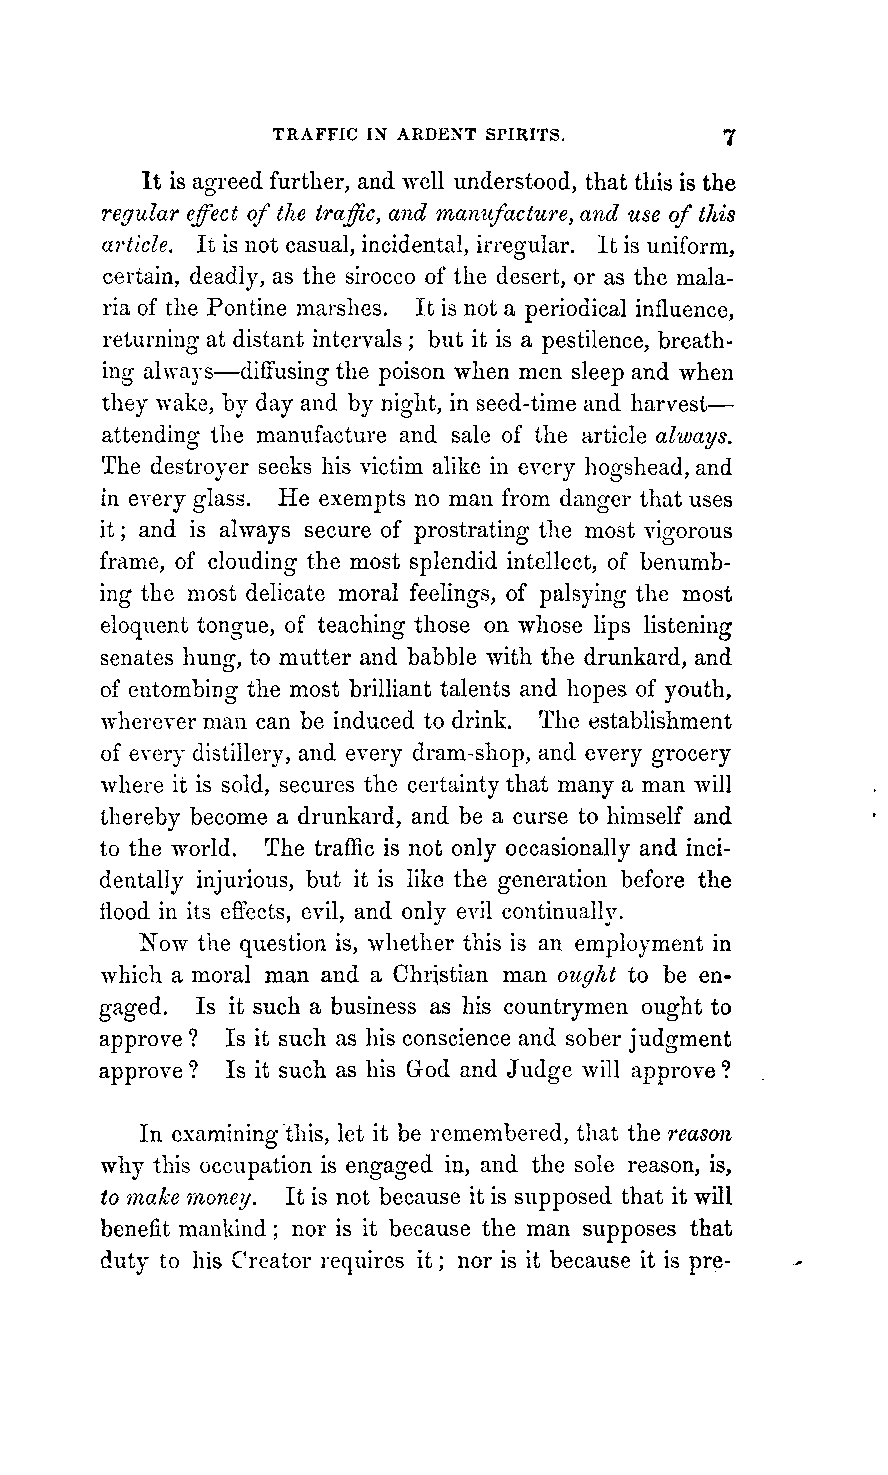 TRAFFIC IN ARDENT SPIRITS. 7
It is agreed further, and well understood, that this is the
regular effect of the traffic, and manufacture, and use of this
article. It is not casual, incidental, irregular. It is uniform,
certain, deadly, as the sirocco of the desert, or as the mala-
ria of the Pontine marshes. It is not a periodical influence,
returning at distant intervals; but it is a pestilence, breath-
ing always—diffusing the poison when men sleep and when
they wake, by day and by night, in seed-time and harvest—
attending the manufacture and sale of the article always.
The destroyer seeks his victim alike in every hogshead, and
in every glass. He exempts no man from danger that uses
it; and is always secure of prostrating the most vigorous
frame, of clouding the most splendid intellect, of benumb-
ing the most delicate moral feelings, of palsying the most
eloquent tongue, of teaching those on whose lips listening
senates hung, to mutter and babble with the drunkard, and
of entombing the most brilliant talents and hopes of youth,
wherever man can be induced to drink. The establishment
of every distillery, and every dram-shop, and every grocery
where it is sold, secures the certainty that many a man will
thereby become a drunkard, and be a curse to himself and
to the world. The traffic is not only occasionally and inci-
dentally injurious, but it is like the generation before the
flood in its effects, evil, and only evil continually.
Now the question is, whether this is an employment in
which a moral man and a Christian man ought to be en-
gaged. Is it such a business as his countrymen ought to
approve? Is it such as his conscience and sober judgment
approve? Is it such as his God and Judge will approve?
In examining this, let it be remembered, that the reason
why this occupation is engaged in, and the sole reason, is,
to make money. It is not because it is supposed that it will
benefit mankind; nor is it because the man supposes that
duty to his Creator requires it; nor is it because it is pre-